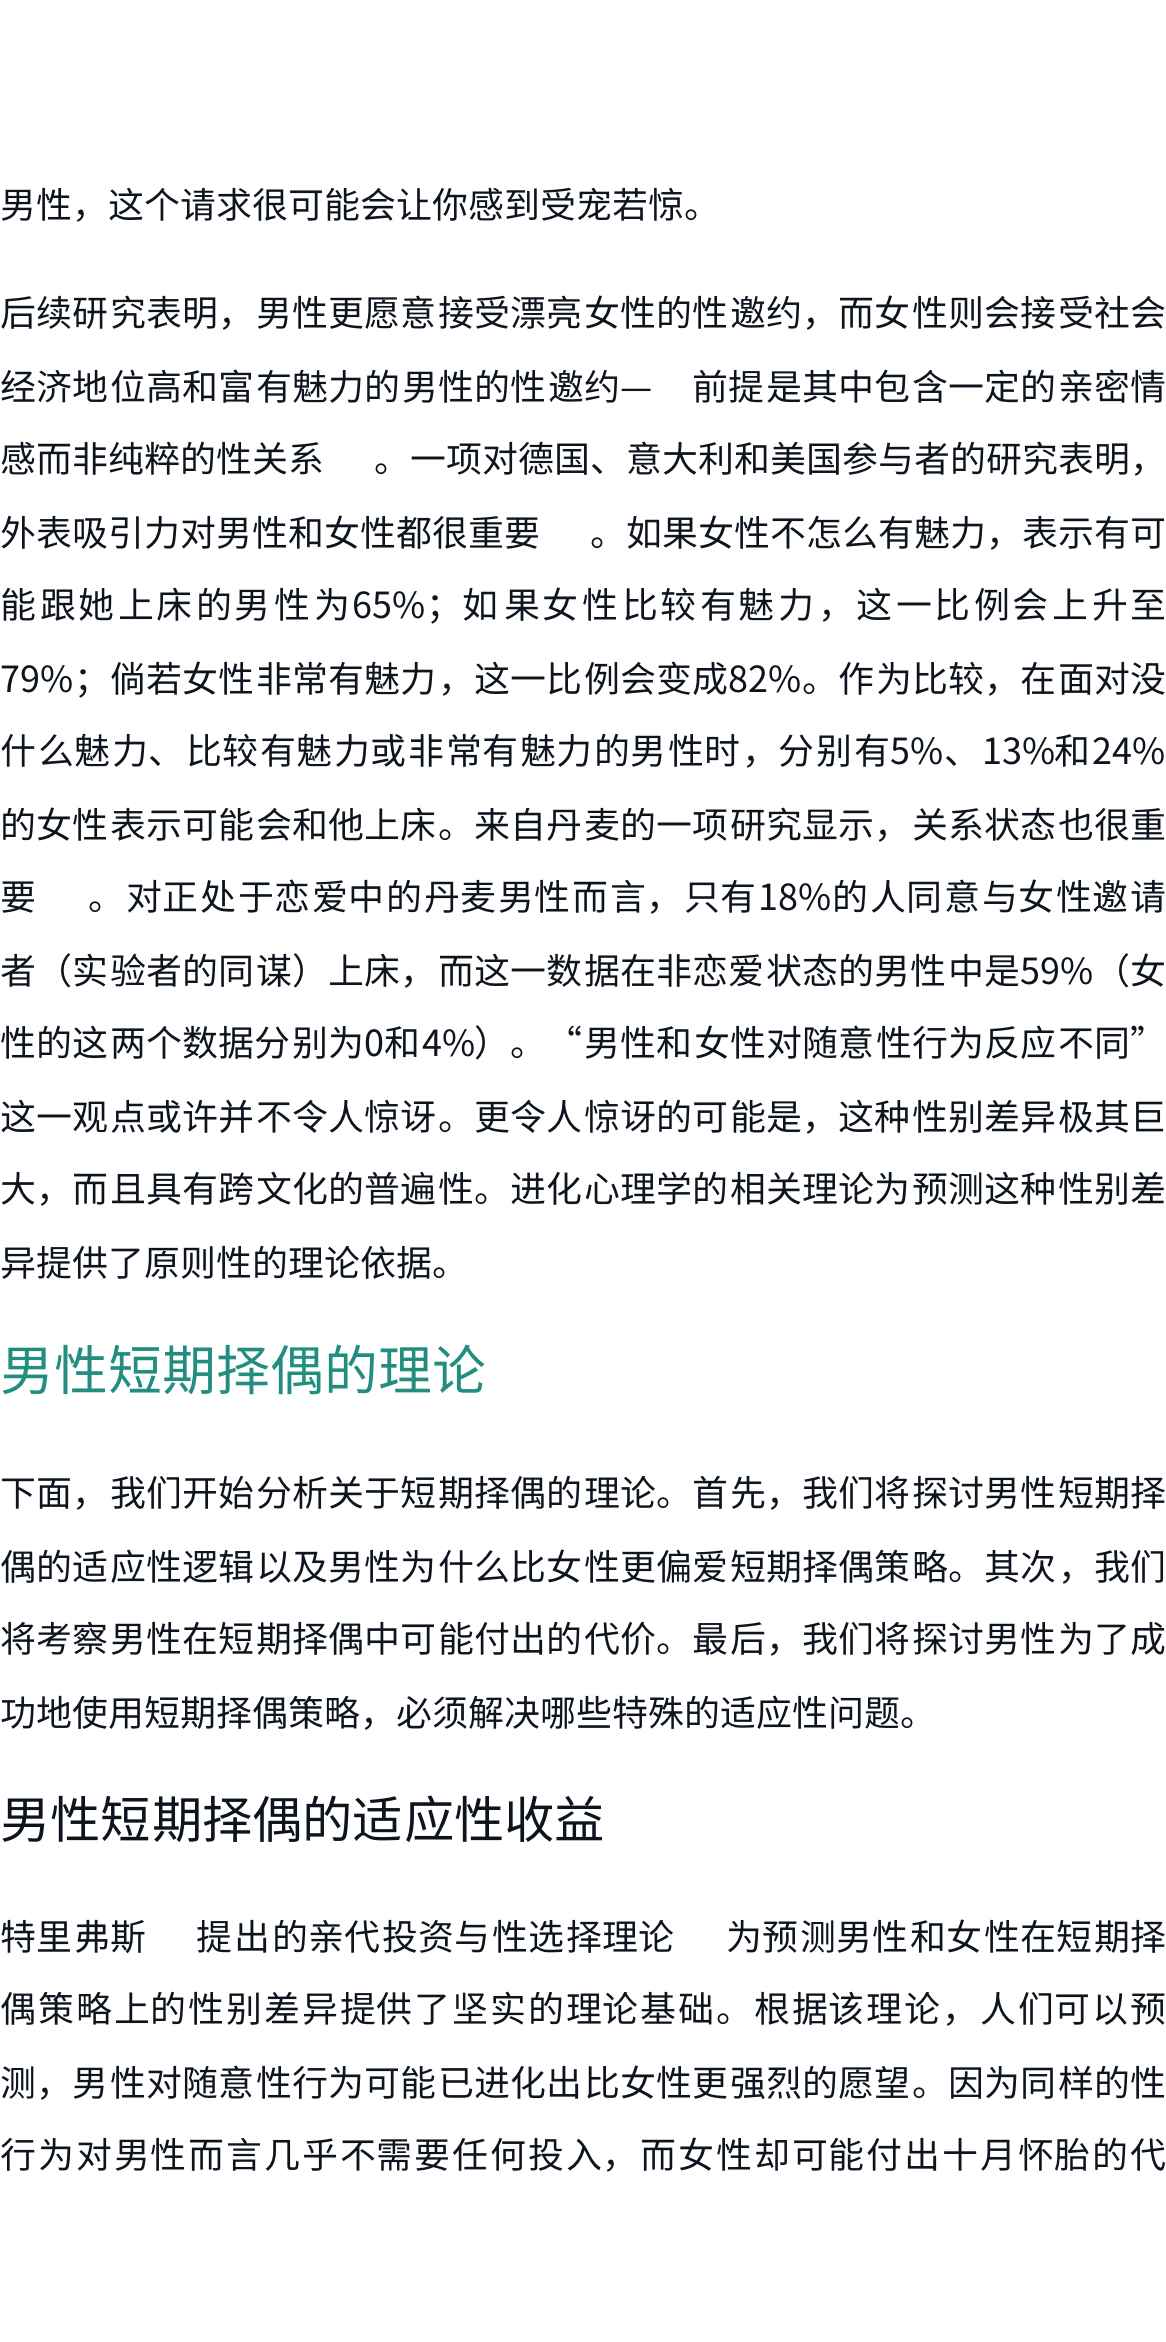 男性，这个请求很可能会让你感到受宠若惊。
后续研究表明，男性更愿意接受漂亮女性的性邀约，而女性则会接受社会
经济地位高和富有魅力的男性的性邀约— 前提是其中包含一定的亲密情
感而非纯粹的性关系 。一项对德国、意大利和美国参与者的研究表明，
外表吸引力对男性和女性都很重要 。如果女性不怎么有魅力，表示有可
能跟她上床的男性为65%；如果女性比较有魅力，这一比例会上升至
79%；倘若女性非常有魅力，这一比例会变成82%。作为比较，在面对没
什么魅力、比较有魅力或非常有魅力的男性时，分别有5%、13%和24%
的女性表示可能会和他上床。来自丹麦的一项研究显示，关系状态也很重
要 。对正处于恋爱中的丹麦男性而言，只有18%的人同意与女性邀请
者（实验者的同谋）上床，而这一数据在非恋爱状态的男性中是59%（女
性的这两个数据分别为0和4%）。“男性和女性对随意性行为反应不同”
这一观点或许并不令人惊讶。更令人惊讶的可能是，这种性别差异极其巨
大，而且具有跨文化的普遍性。进化心理学的相关理论为预测这种性别差
异提供了原则性的理论依据。
男性短期择偶的理论
下面，我们开始分析关于短期择偶的理论。首先，我们将探讨男性短期择
偶的适应性逻辑以及男性为什么比女性更偏爱短期择偶策略。其次，我们
将考察男性在短期择偶中可能付出的代价。最后，我们将探讨男性为了成
功地使用短期择偶策略，必须解决哪些特殊的适应性问题。
男性短期择偶的适应性收益
特里弗斯 提出的亲代投资与性选择理论 为预测男性和女性在短期择
偶策略上的性别差异提供了坚实的理论基础。根据该理论，人们可以预
测，男性对随意性行为可能已进化出比女性更强烈的愿望。因为同样的性
行为对男性而言几乎不需要任何投入，而女性却可能付出十月怀胎的代